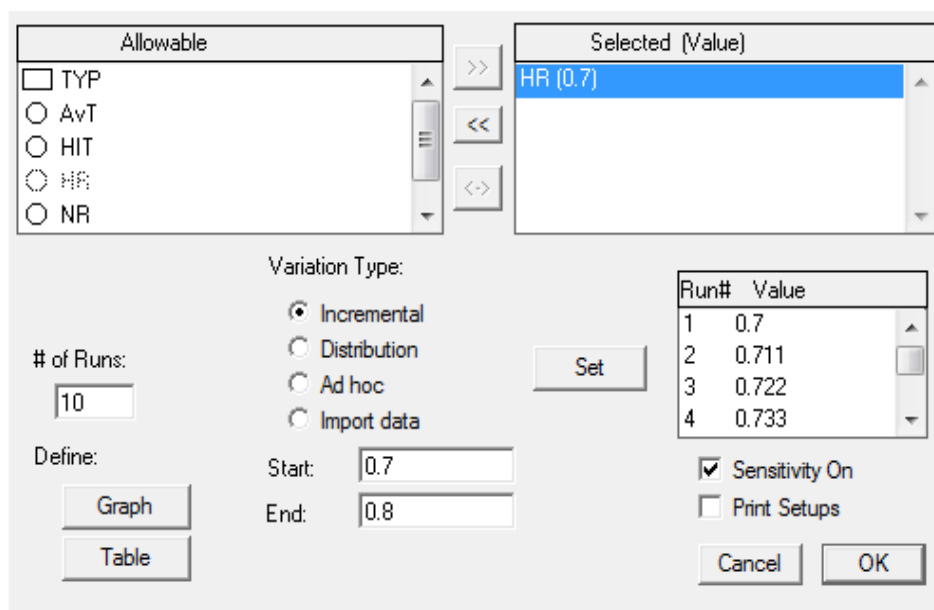 Allowable
TYP
AvT
HIT
HR
NR
>>
<<
<->
Selected (Value)
HR (0.7)
# of Runs:
10
Define:
Graph
Table
Variation Type:
Incremental
Distribution
Ad hoc
Import data
Start: 0.7
End: 0.8
Set
Run# Value
1 0.7
2 0.711
3 0.722
4 0.733
Sensitivity On
Print Setups
Cancel OK